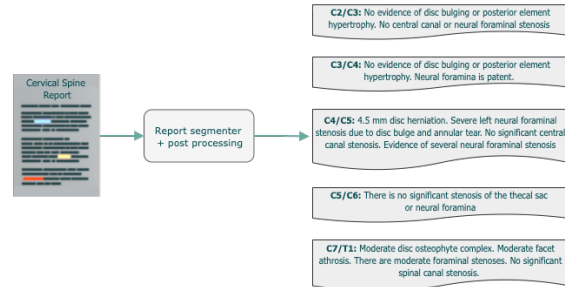 Cervical Spine
Report
Report segmenter
+ post processing
C2/C3: No evidence of disc bulging or posterior element
hypertrophy. No central canal or neural foraminal stenosis
C3/C4: No evidence of disc bulging or posterior element
hypertrophy. Neural foramina is patent.
C4/C5: 4.5 mm disc herniation. Severe left neural foraminal
stenosis due to disc bulge and annular tear. No significant central
canal stenosis. Evidence of several neural foraminal stenosis
C5/C6: There is no significant stenosis of the thecal sac
or neural foramina
C7/T1: Moderate disc osteophyte complex. Moderate facet
athrosis. There are moderate foraminal stenoses. No significant
spinal canal stenosis.